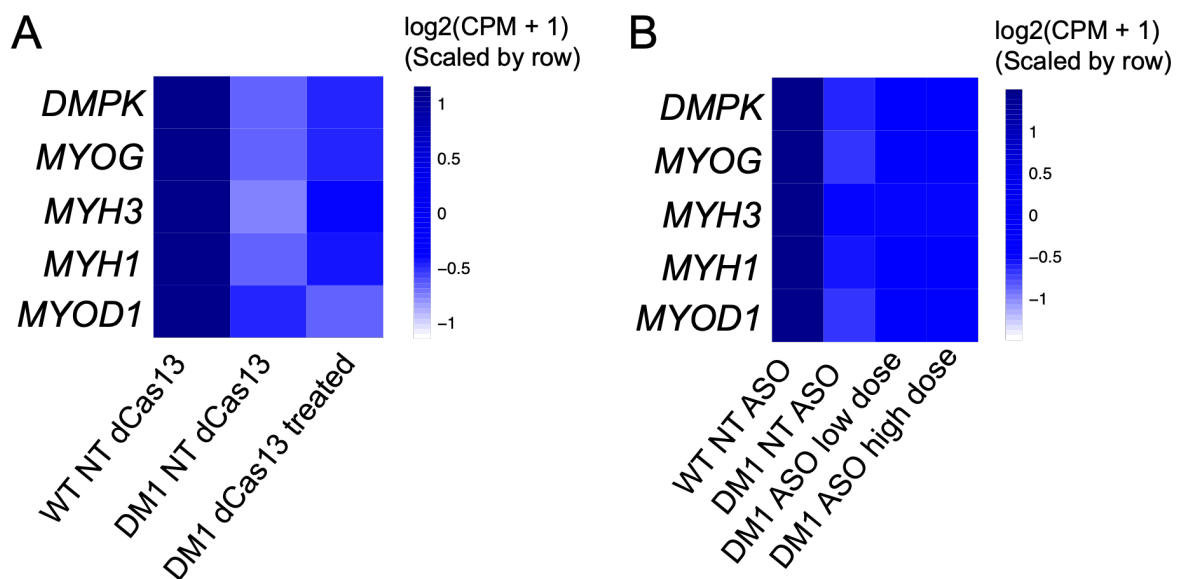 A
log2(CPM + 1)
(Scaled by row)
DMPK
MYOG
MYH3
MYH1
MYOD1
1
0.5
0
−0.5
−1
WT NT dCas13
DM1 NT dCas13
DM1 dCas13 treated
B
log2(CPM + 1)
(Scaled by row)
DMPK
MYOG
MYH3
MYH1
MYOD1
1
0.5
0
−0.5
−1
WT NT ASO
DM1 NT ASO
DM1 ASO low dose
DM1 ASO high dose